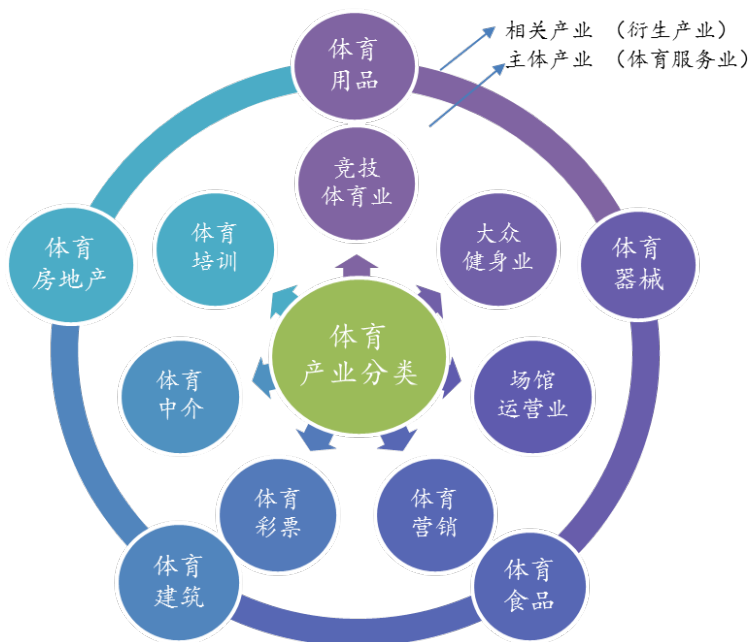 体育
用品
相关产业 （衍生产业）
主体产业 （体育服务业）
竞技
体育业
体育
培训
大众
健身业
体育
房地产
体育
器械
体育
产业分类
体育
中介
场馆
运营业
体育
彩票
体育
营销
体育
建筑
体育
食品